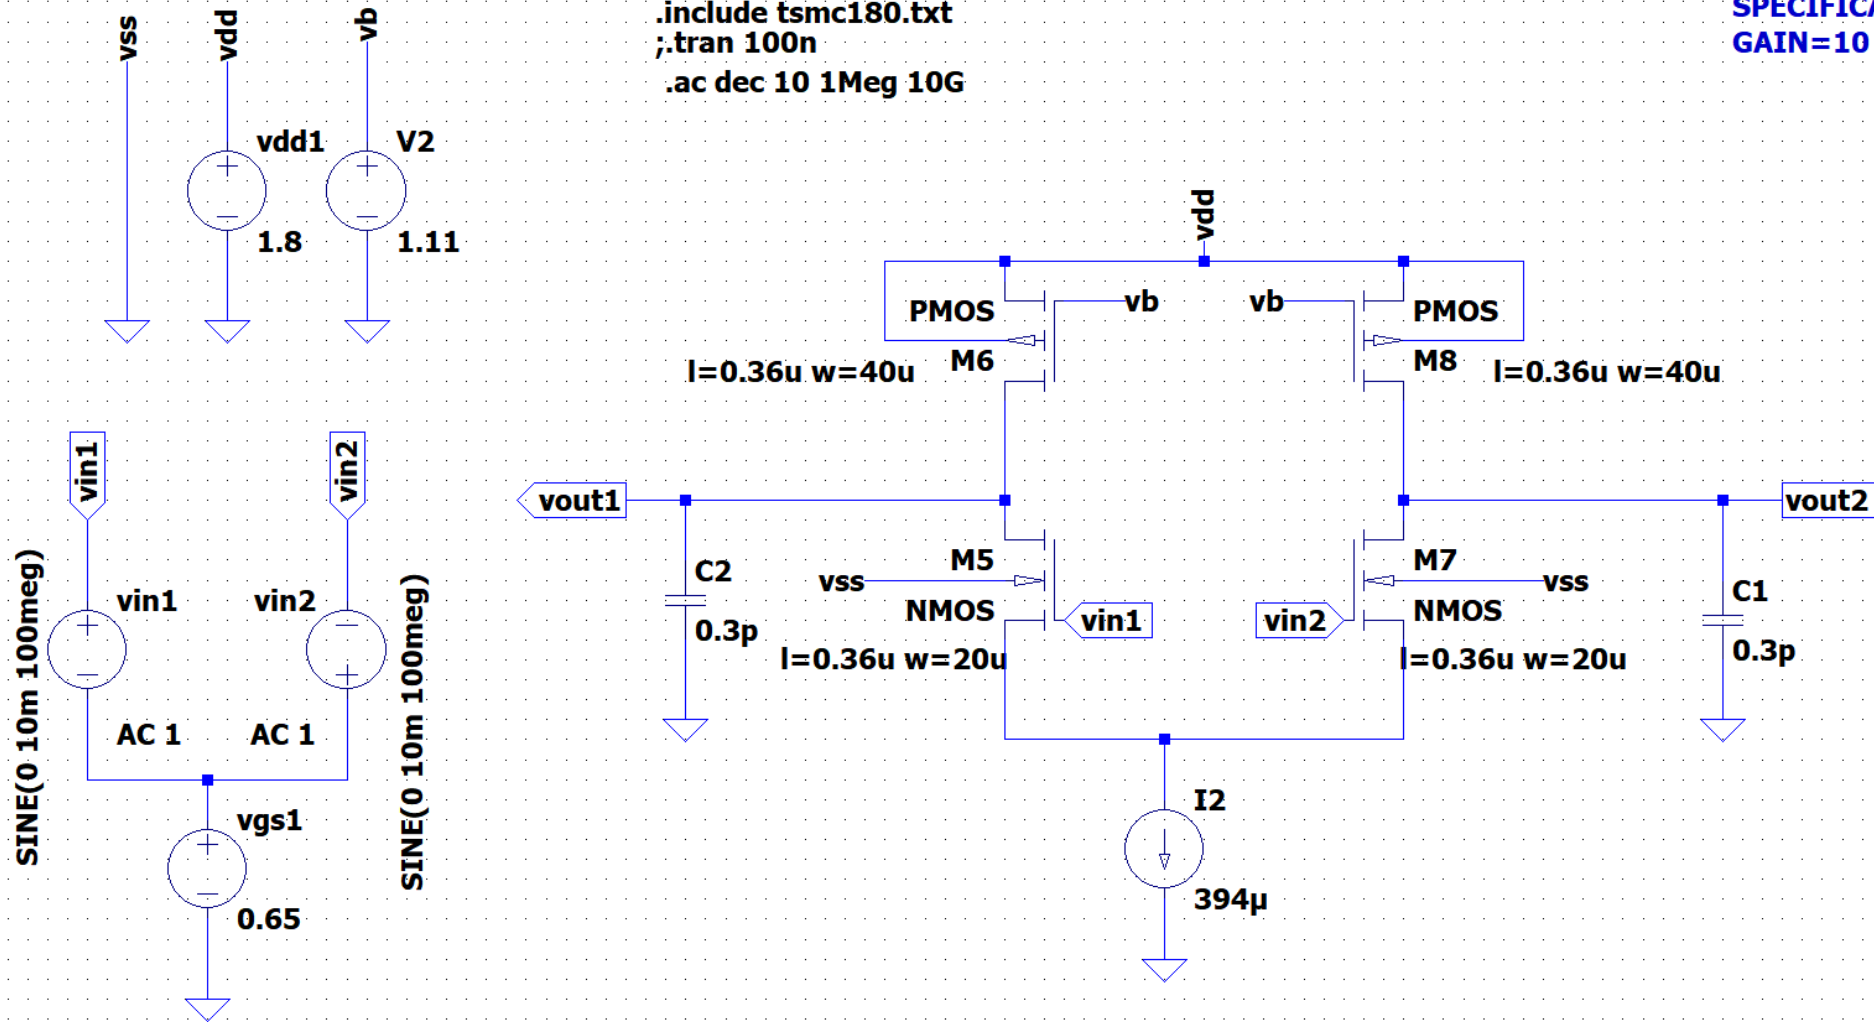 vss
vdd
vb
.include tsmc180.txt
;.tran 100n
.ac dec 10 1Meg 10G
GAIN=10
vdd1
1.8
V2
1.11
vdd
PMOS
M6
l=0.36u w=40u
vb
vb
PMOS
M8
l=0.36u w=40u
vin1
vin2
vout1
vout2
SINE(0 10m 100meg)
vin1
AC 1
vin2
AC 1
SINE(0 10m 100meg)
C2
0.3p
vss
M5
NMOS
vin1
l=0.36u w=20u
vin2
M7
vss
NMOS
l=0.36u w=20u
C1
0.3p
vgs1
0.65
I2
394µ